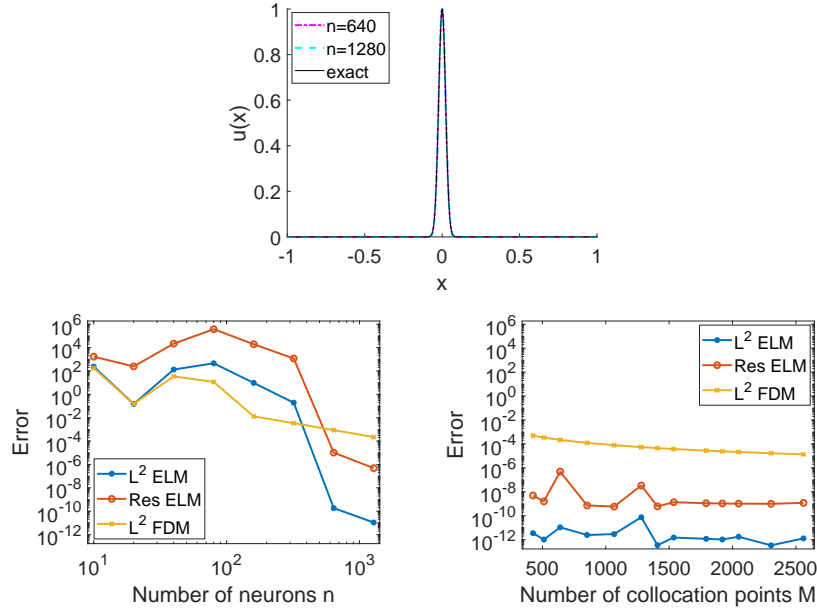 n=640
n=1280
exact
1
0.8
0.6
0.4
0.2
0
u(x)
-1 -0.5 0 0.5 1
x
10^6
10^4
10^2
10^0
10^-2
10^-4
10^-6
10^-8
10^-10
10^-12
Error
L^2 ELM
Res ELM
L^2 FDM
10^1 10^2 10^3
Number of neurons n
10^6
10^4
10^2
10^0
10^-2
10^-4
10^-6
10^-8
10^-10
10^-12
Error
L^2 ELM
Res ELM
L^2 FDM
500 1000 1500 2000 2500
Number of collocation points M